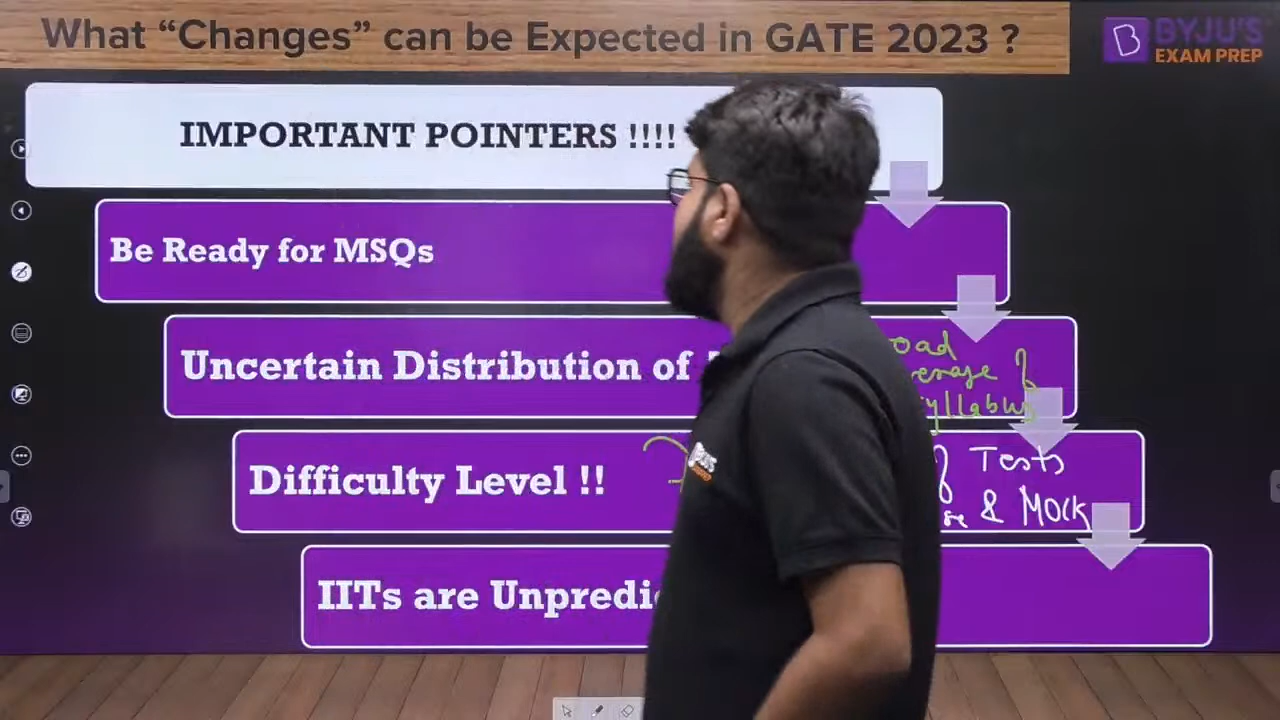 What “Changes” can be Expected in GATE 2023 ?
BYJU'S
EXAM PREP
IMPORTANT POINTERS !!!!
Be Ready for MSQs
Uncertain Distribution of
Difficulty Level !!
Tests
& Mock
IITs are